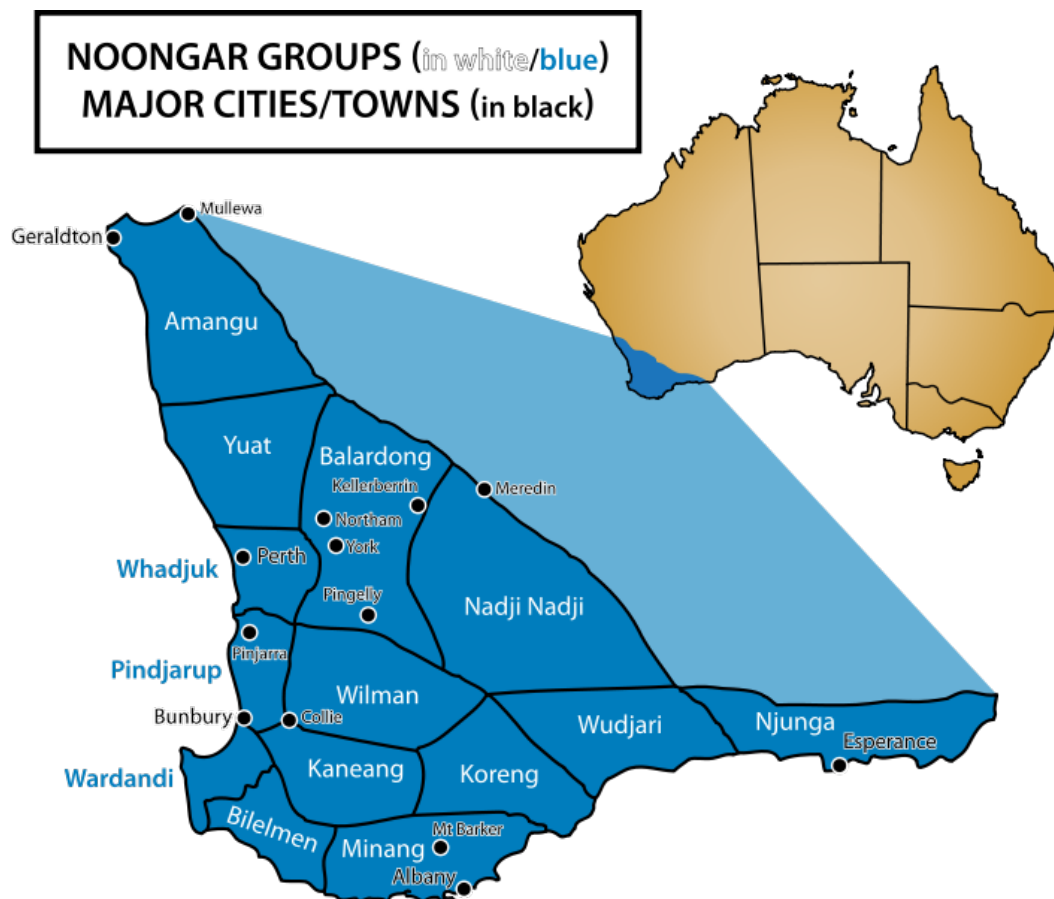 NOONGAR GROUPS (in white/blue)
MAJOR CITIES/TOWNS (in black)
Mullewa
Geraldton
Amangu
Yuat
Balardong
Kellerberrin
Meredin
Northam
York
Perth
Whadjuk
Pingelly
Nadji Nadji
Pinjarra
Pindjarup
Wilman
Bunbury
Collie
Wudjari
Njunga
Esperance
Wardandi
Kaneang
Koreng
Bilelmen
Mt Barker
Minang
Albany